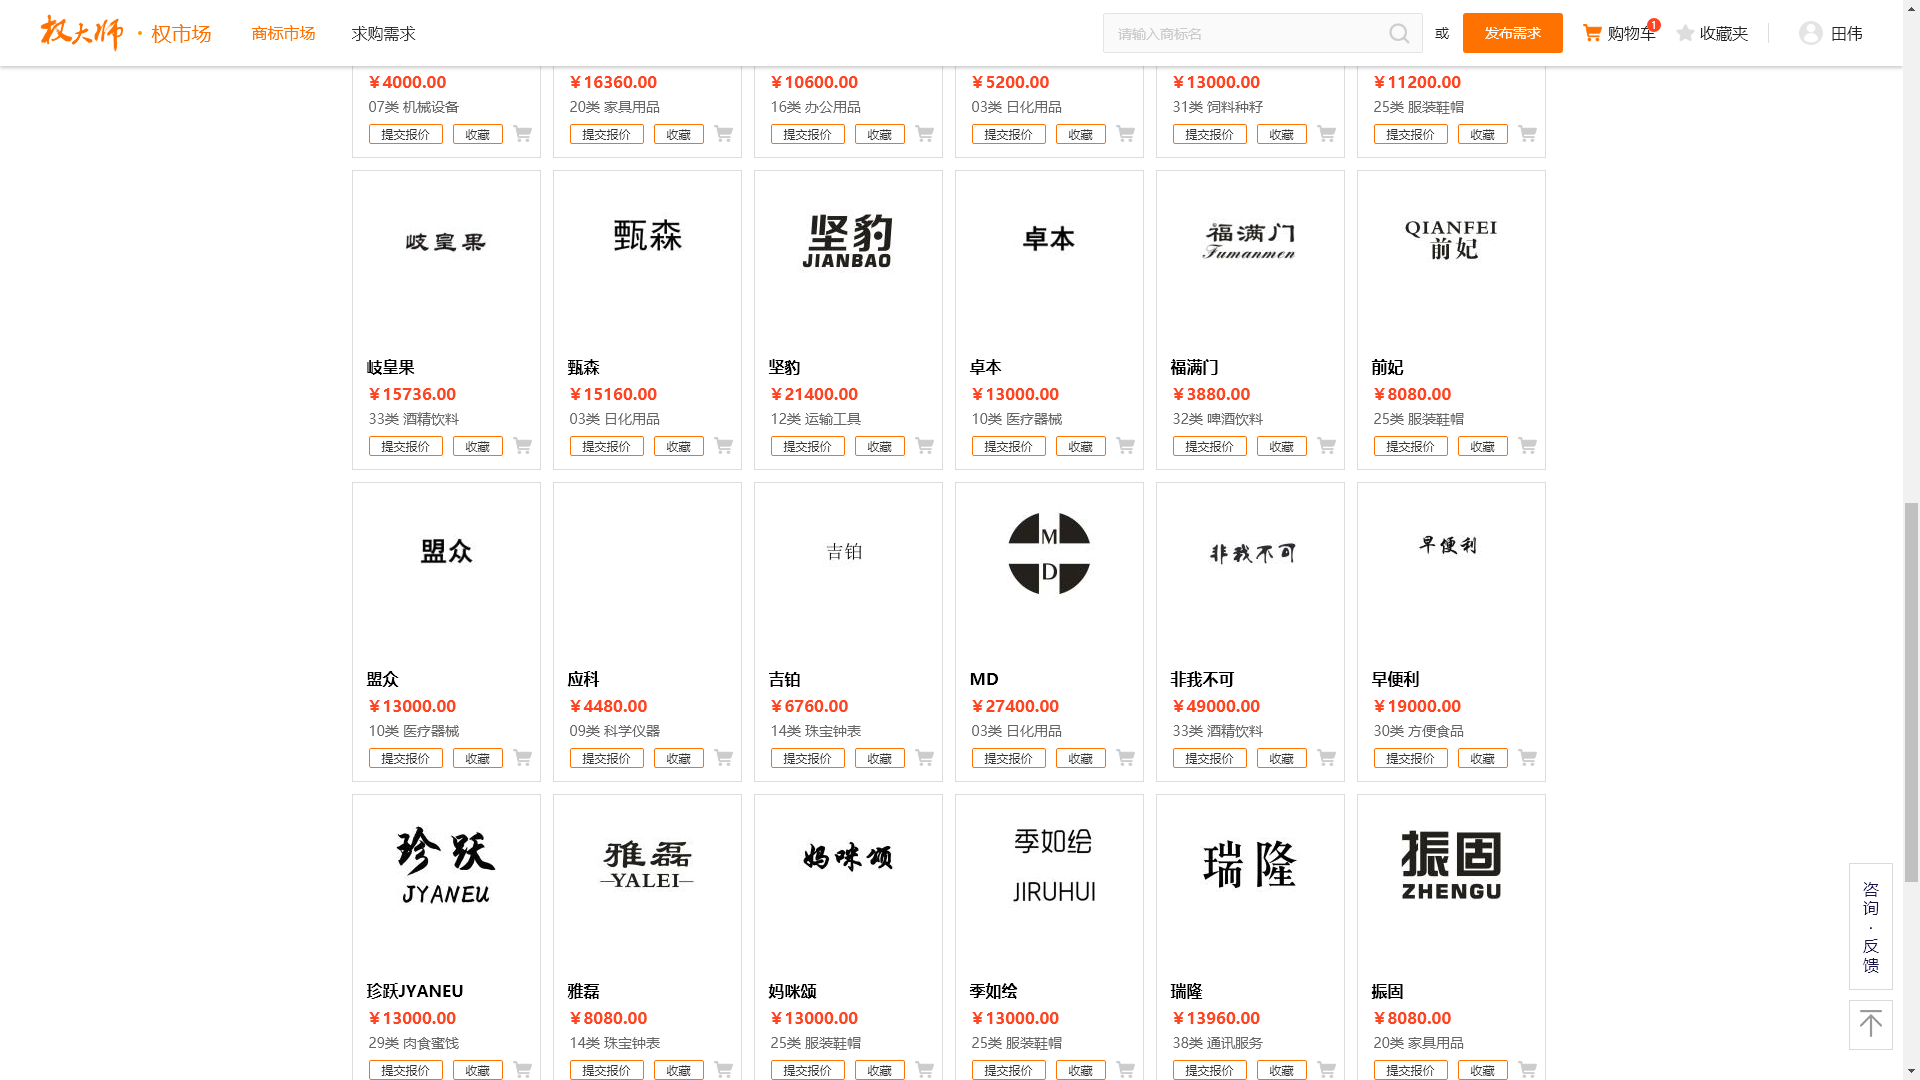 权大师 · 权市场 商标市场 求购需求 请输入商标名 或 发布需求 购物车 1 收藏夹 田伟
￥4000.00 ￥16360.00 ￥10600.00 ￥5200.00 ￥13000.00 ￥11200.00
07类 机械设备 20类 家具用品 16类 办公用品 03类 日化用品 31类 饲料种籽 25类 服装鞋帽
提交报价 收藏 提交报价 收藏 提交报价 收藏 提交报价 收藏 提交报价 收藏 提交报价 收藏
岐皇果 甄森 坚豹 卓本 福满门 QIANFEI
JIANBAO Fumanmen 前妃
岐皇果 甄森 坚豹 卓本 福满门 前妃
￥15736.00 ￥15160.00 ￥21400.00 ￥13000.00 ￥3880.00 ￥8080.00
33类 酒精饮料 03类 日化用品 12类 运输工具 10类 医疗器械 32类 啤酒饮料 25类 服装鞋帽
提交报价 收藏 提交报价 收藏 提交报价 收藏 提交报价 收藏 提交报价 收藏 提交报价 收藏
盟众 吉铂 M 非我不可 早便利
D
盟众 应科 吉铂 MD 非我不可 早便利
￥13000.00 ￥4480.00 ￥6760.00 ￥27400.00 ￥49000.00 ￥19000.00
10类 医疗器械 09类 科学仪器 14类 珠宝钟表 03类 日化用品 33类 酒精饮料 30类 方便食品
提交报价 收藏 提交报价 收藏 提交报价 收藏 提交报价 收藏 提交报价 收藏 提交报价 收藏
珍跃 雅磊 妈咪颂 季如绘 瑞隆 振固
JYANEU YALEI JIRUHUI ZHENGU
珍跃JYANEU 雅磊 妈咪颂 季如绘 瑞隆 振固
￥13000.00 ￥8080.00 ￥13000.00 ￥13000.00 ￥13960.00 ￥8080.00
29类 肉食蜜饯 14类 珠宝钟表 25类 服装鞋帽 25类 服装鞋帽 38类 通讯服务 20类 家具用品
提交报价 收藏 提交报价 收藏 提交报价 收藏 提交报价 收藏 提交报价 收藏 提交报价 收藏
咨询·反馈